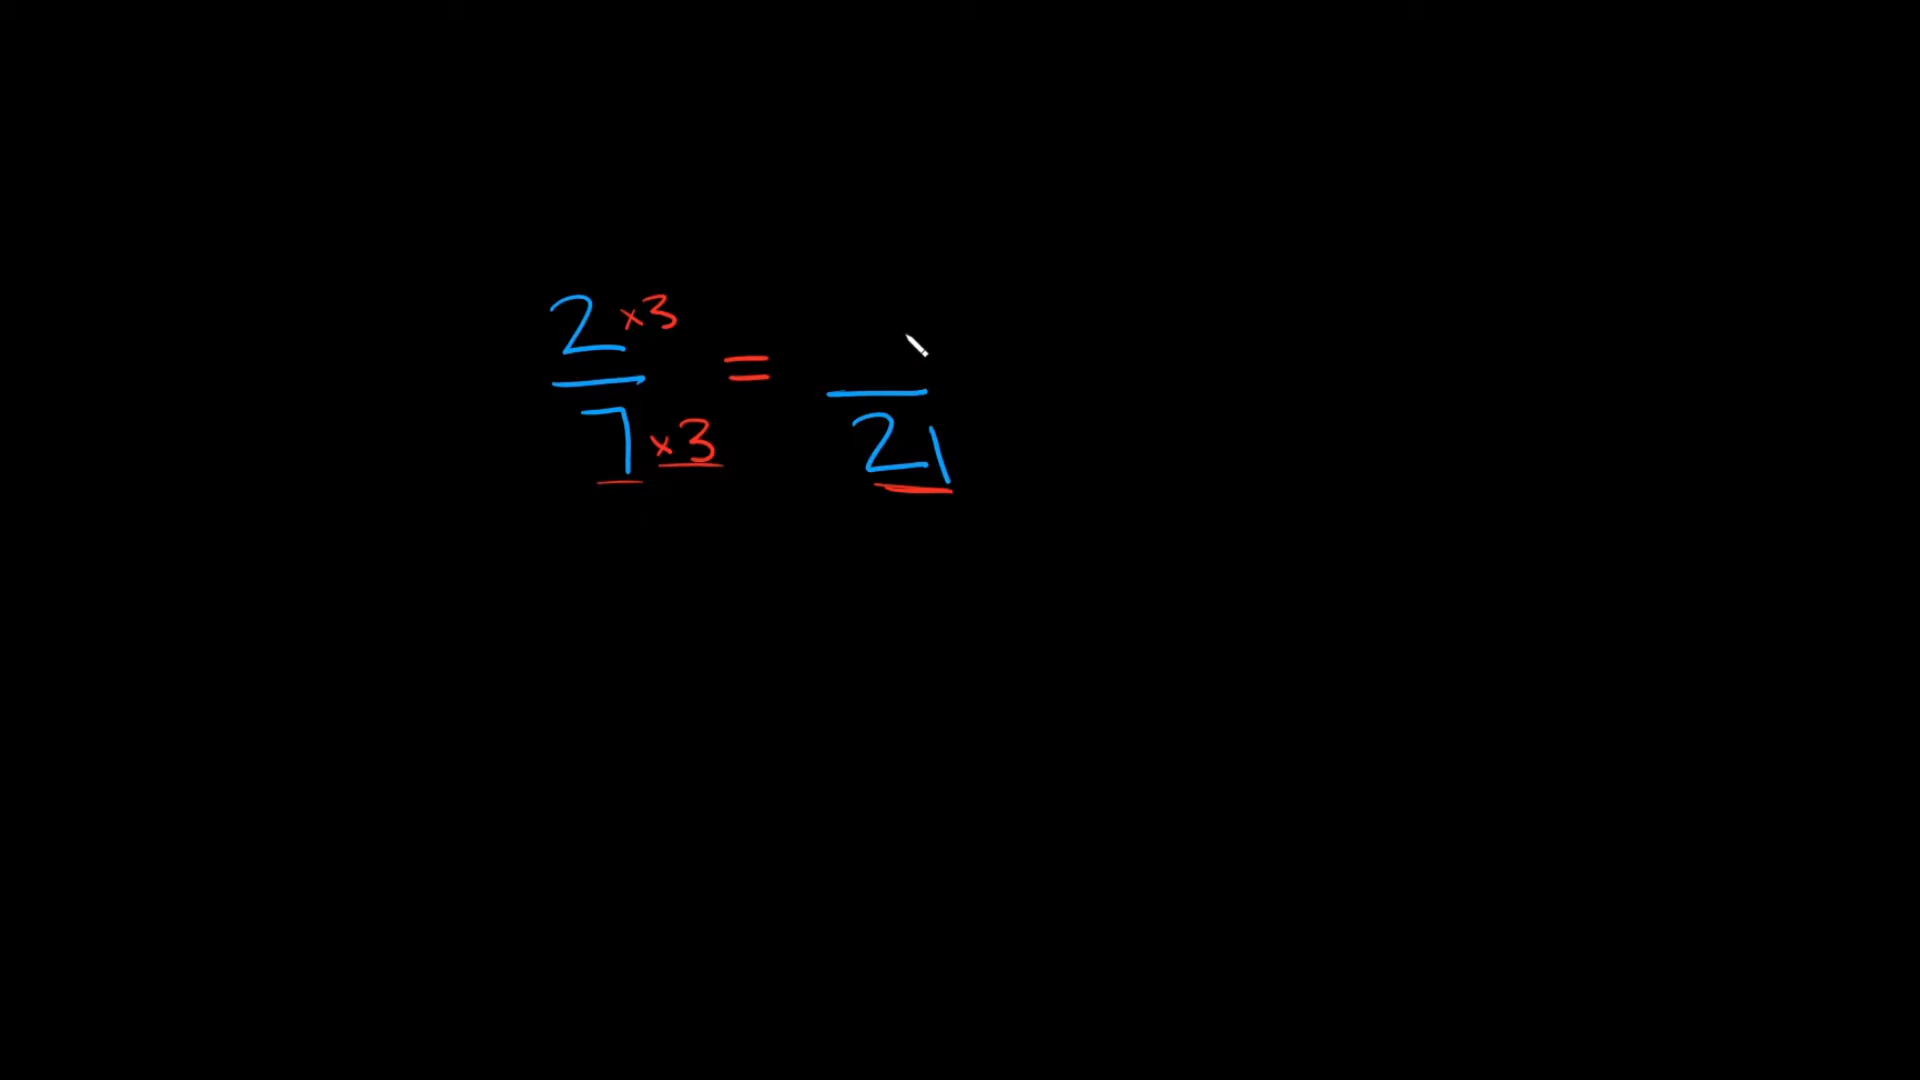 2 ×3
=
7 ×3
21